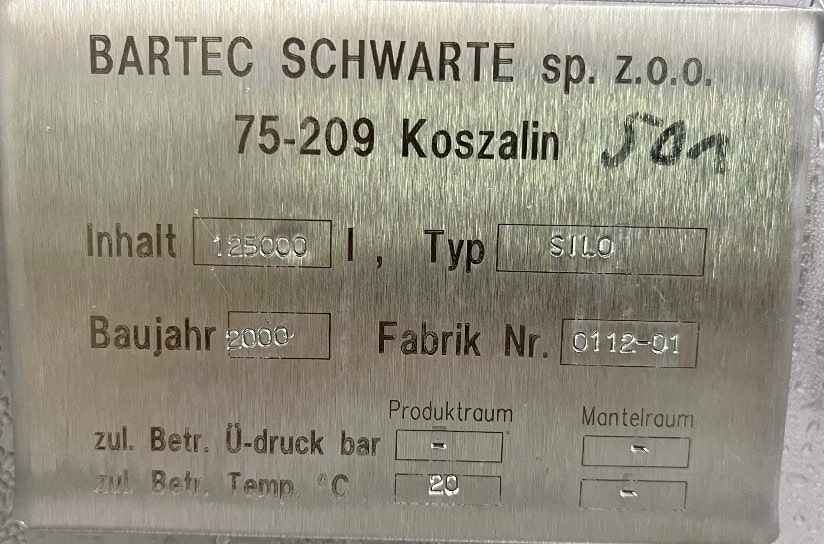 BARTEC SCHWARTE sp. z.o.o.
75-209 Koszalin 501
Inhalt 125000 l, Typ SILO
Baujahr 2000 Fabrik Nr. 0112-01
Produktraum Mantelraum
zul. Betr. Ü-druck bar - -
zul. Betr. Temp. °C 20 -